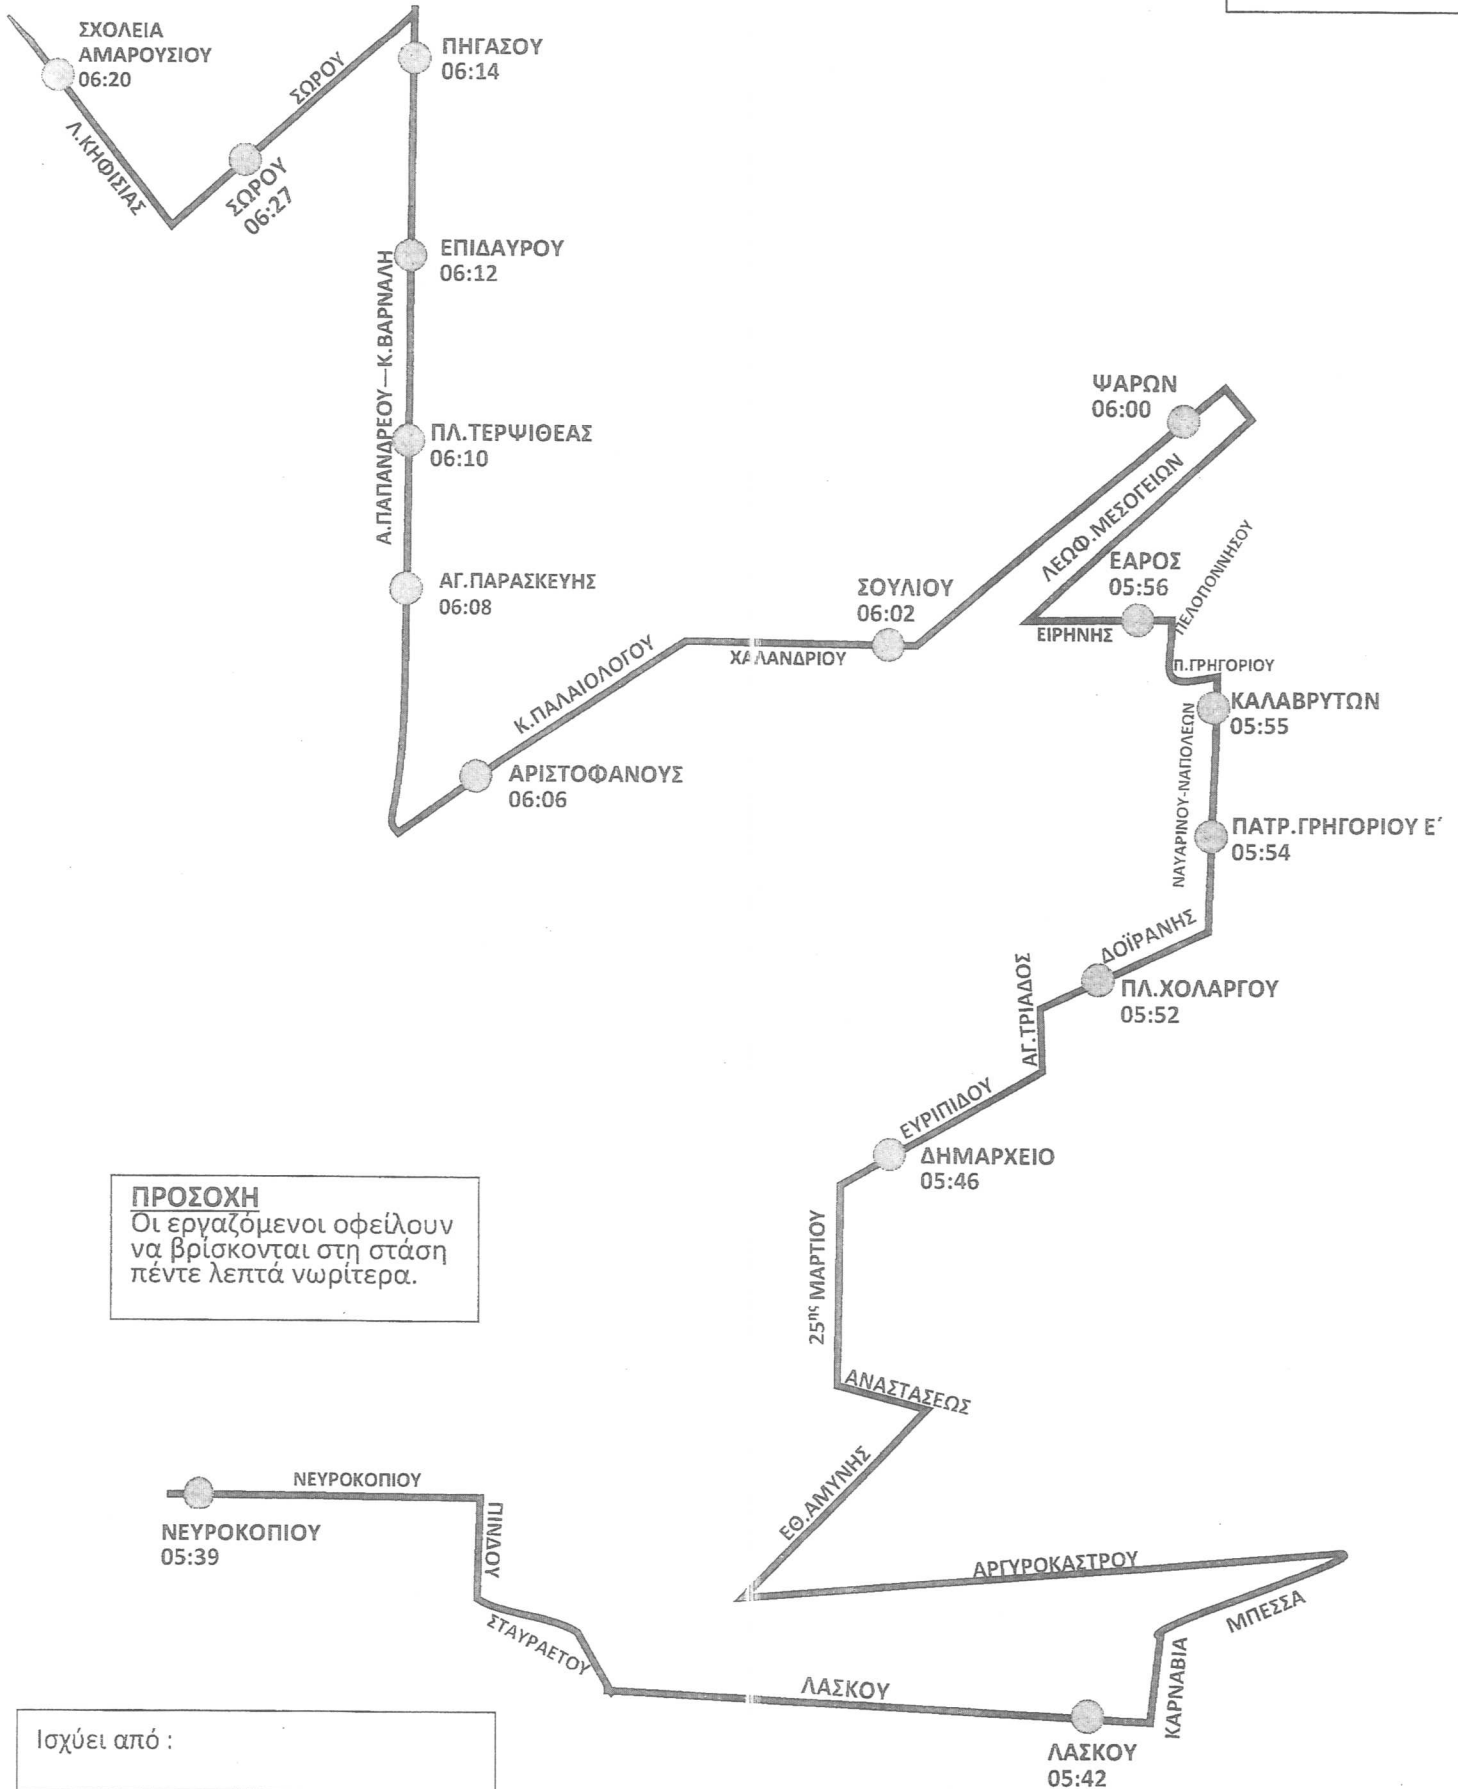 ΣΧΟΛΕΙΑ
ΑΜΑΡΟΥΣΙΟΥ
06:20
Λ.ΚΗΦΙΣΙΑΣ
ΣΩΡΟΥ
ΣΩΡΟΥ
06:27
ΠΗΓΑΣΟΥ
06:14
ΕΠΙΔΑΥΡΟΥ
06:12
Α.ΠΑΠΑΝΔΡΕΟΥ—Κ.ΒΑΡΝΑΛΗ
ΠΛ.ΤΕΡΨΙΘΕΑΣ
06:10
ΑΓ.ΠΑΡΑΣΚΕΥΗΣ
06:08
ΨΑΡΩΝ
06:00
ΛΕΩΦ.ΜΕΣΟΓΕΙΩΝ
ΕΑΡΟΣ
05:56
ΠΕΛΟΠΟΝΝΗΣΟΥ
ΣΟΥΛΙΟΥ
06:02
ΕΙΡΗΝΗΣ
ΧΑΛΑΝΔΡΙΟΥ
Κ.ΠΑΛΑΙΟΛΟΓΟΥ
Π.ΓΡΗΓΟΡΙΟΥ
ΚΑΛΑΒΡΥΤΩΝ
05:55
ΑΡΙΣΤΟΦΑΝΟΥΣ
06:06
ΝΑΥΑΡΙΝΟΥ-ΝΑΠΟΛΕΩΝ
ΠΑΤΡ.ΓΡΗΓΟΡΙΟΥ Ε΄
05:54
ΔΟΪΡΑΝΗΣ
ΠΛ.ΧΟΛΑΡΓΟΥ
05:52
ΑΓ.ΤΡΙΑΔΟΣ
ΕΥΡΙΠΙΔΟΥ
ΔΗΜΑΡΧΕΙΟ
05:46
ΠΡΟΣΟΧΗ
Οι εργαζόμενοι οφείλουν
να βρίσκονται στη στάση
πέντε λεπτά νωρίτερα.
25ης ΜΑΡΤΙΟΥ
ΑΝΑΣΤΑΣΕΩΣ
ΕΘ.ΑΜΥΝΗΣ
ΝΕΥΡΟΚΟΠΙΟΥ
ΝΕΥΡΟΚΟΠΙΟΥ
05:39
ΠΙΝΔΟΥ
ΣΤΑΥΡΑΕΤΟΥ
ΑΡΓΥΡΟΚΑΣΤΡΟΥ
ΜΠΕΣΣΑ
ΚΑΡΝΑΒΙΑ
ΛΑΣΚΟΥ
ΛΑΣΚΟΥ
05:42
Ισχύει από :